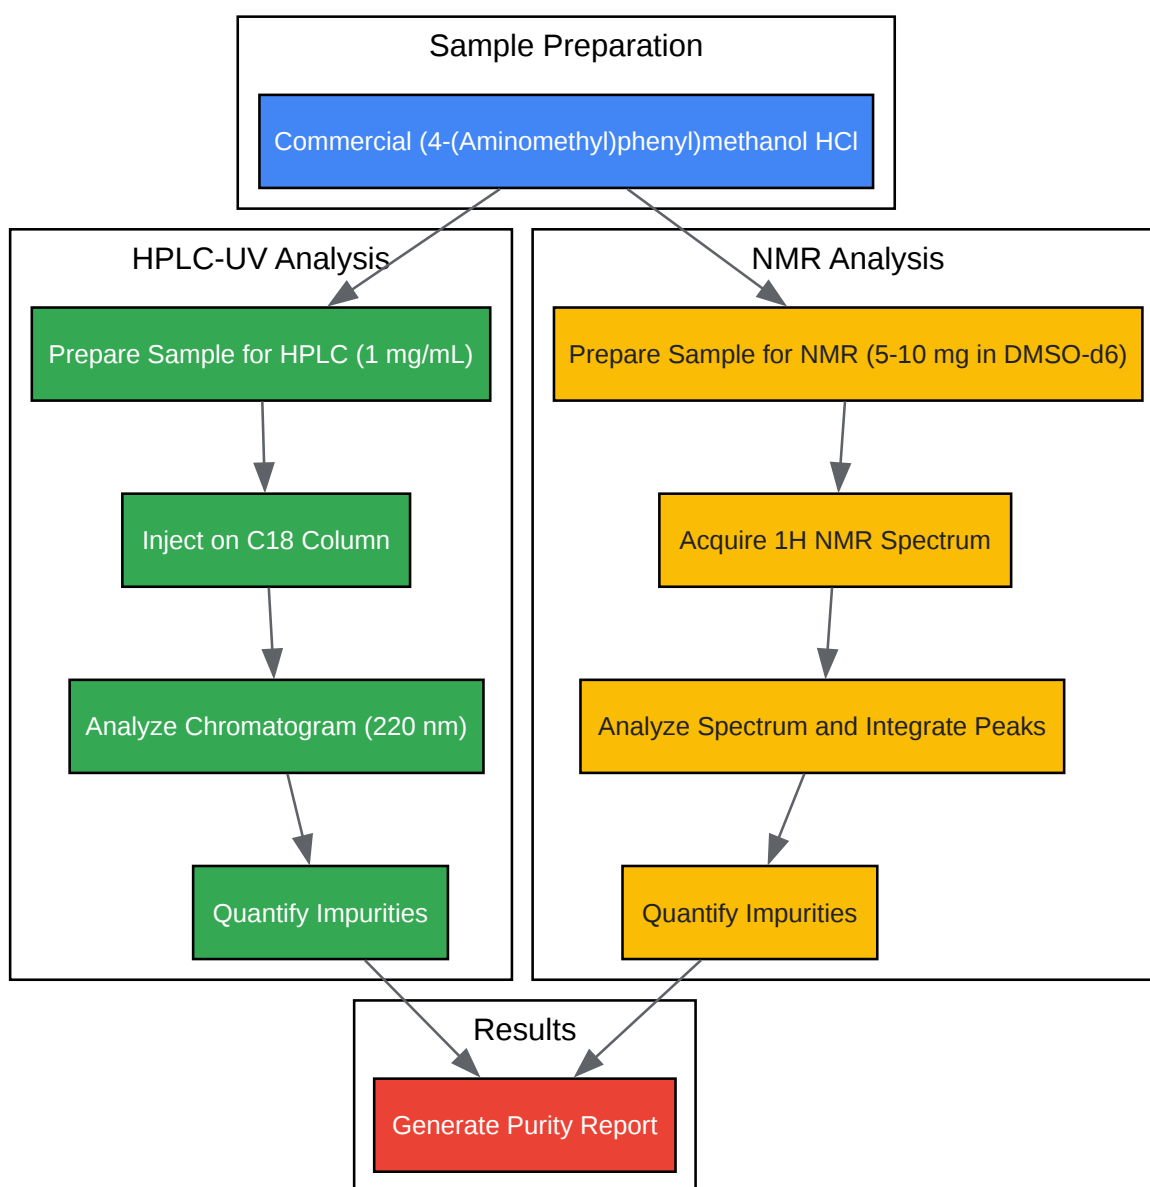 Sample Preparation
Commercial (4-(Aminomethyl)phenyl)methanol HCl
HPLC-UV Analysis
Prepare Sample for HPLC (1 mg/mL)
Inject on C18 Column
Analyze Chromatogram (220 nm)
Quantify Impurities
NMR Analysis
Prepare Sample for NMR (5-10 mg in DMSO-d6)
Acquire 1H NMR Spectrum
Analyze Spectrum and Integrate Peaks
Quantify Impurities
Results
Generate Purity Report